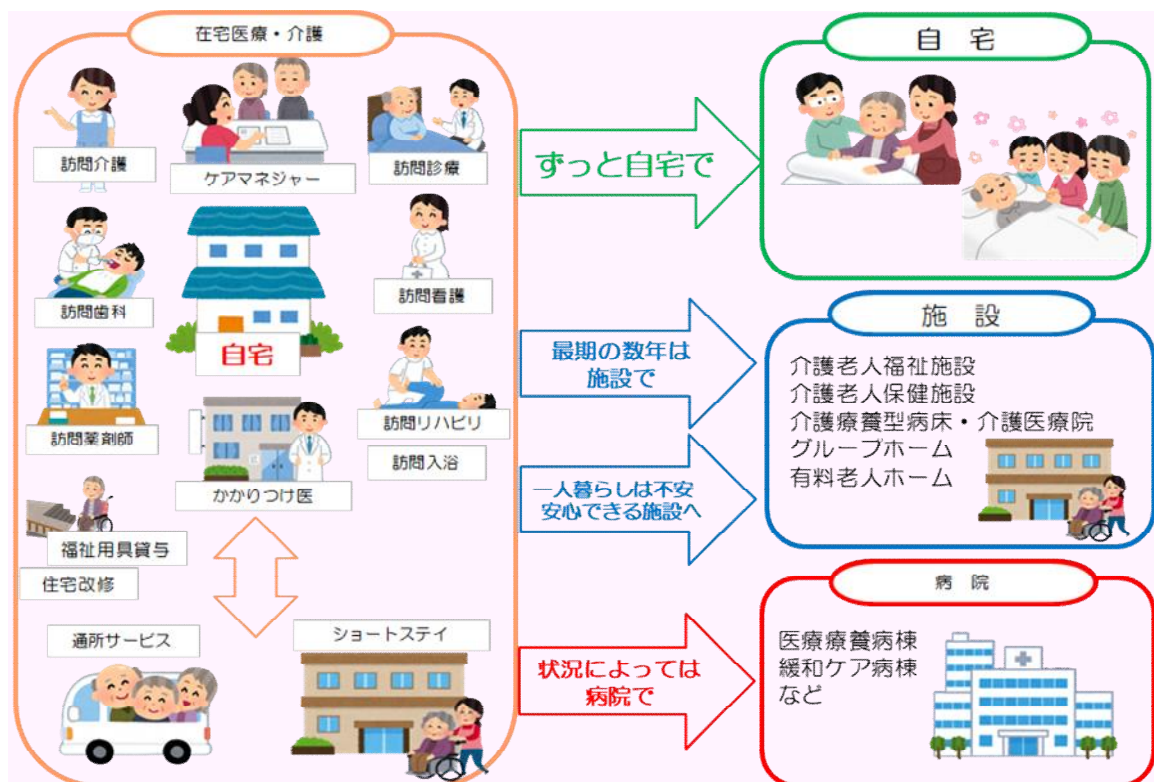 在宅医療・介護
訪問介護
ケアマネジャー
訪問診療
訪問歯科
自宅
訪問看護
訪問薬剤師
かかりつけ医
訪問リハビリ
訪問入浴
福祉用具貸与
住宅改修
通所サービス
ショートステイ
ずっと自宅で
最期の数年は
施設で
一人暮らしは不安
安心できる施設へ
状況によっては
病院で
自 宅
施 設
介護老人福祉施設
介護老人保健施設
介護療養型病床・介護医療院
グループホーム
有料老人ホーム
病 院
医療療養病棟
緩和ケア病棟
など